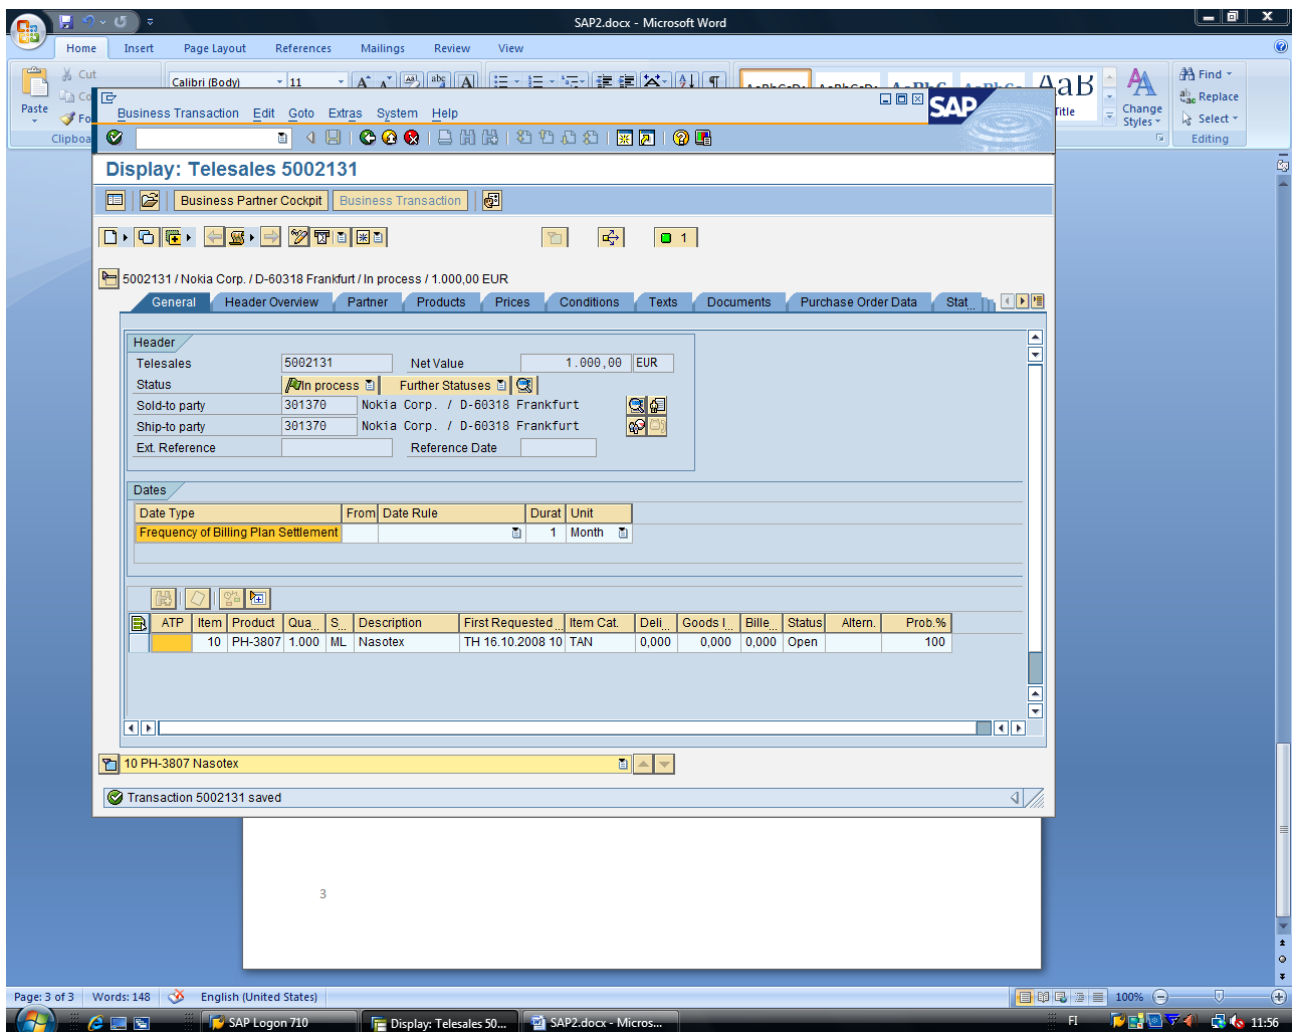 SAP2.docx - Microsoft Word
Home Insert Page Layout References Mailings Review View
Cut
Calibri (Body) 11
Paste
Clipboa
Title
Change Styles
Find
Replace
Select
Editing
SAP
Business Transaction Edit Goto Extras System Help
Display: Telesales 5002131
Business Partner Cockpit Business Transaction
1
5002131 / Nokia Corp. / D-60318 Frankfurt / In process / 1.000,00 EUR
General Header Overview Partner Products Prices Conditions Texts Documents Purchase Order Data Stat...
Header
Telesales 5002131 Net Value 1.000,00 EUR
Status In process Further Statuses
Sold-to party 301370 Nokia Corp. / D-60318 Frankfurt
Ship-to party 301370 Nokia Corp. / D-60318 Frankfurt
Ext. Reference Reference Date
Dates
Date Type From Date Rule Durat Unit
Frequency of Billing Plan Settlement 1 Month
ATP Item Product Qua... S... Description First Requested ... Item Cat. Deli... Goods I... Bille... Status Altern. Prob.%
10 PH-3807 1.000 ML Nasotex TH 16.10.2008 10 TAN 0,000 0,000 0,000 Open 100
10 PH-3807 Nasotex
Transaction 5002131 saved
3
Page: 3 of 3 Words: 148 English (United States) 100%
SAP Logon 710 Display: Telesales 50... SAP2.docx - Micros... FI 11:56